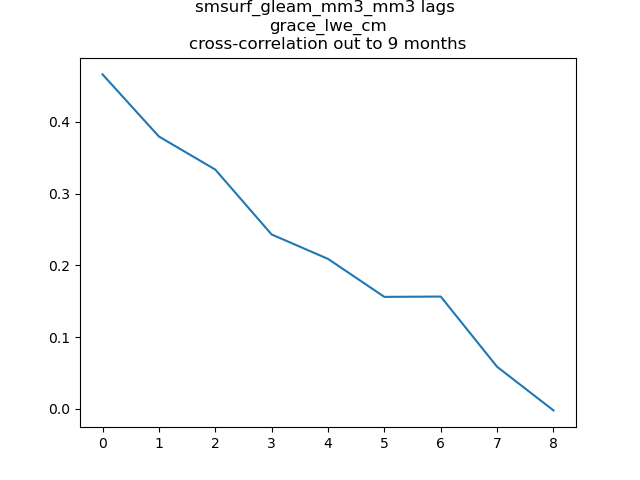 smsurf_gleam_mm3_mm3 lags
grace_lwe_cm
cross-correlation out to 9 months
0.4
0.3
0.2
0.1
0.0
0 1 2 3 4 5 6 7 8